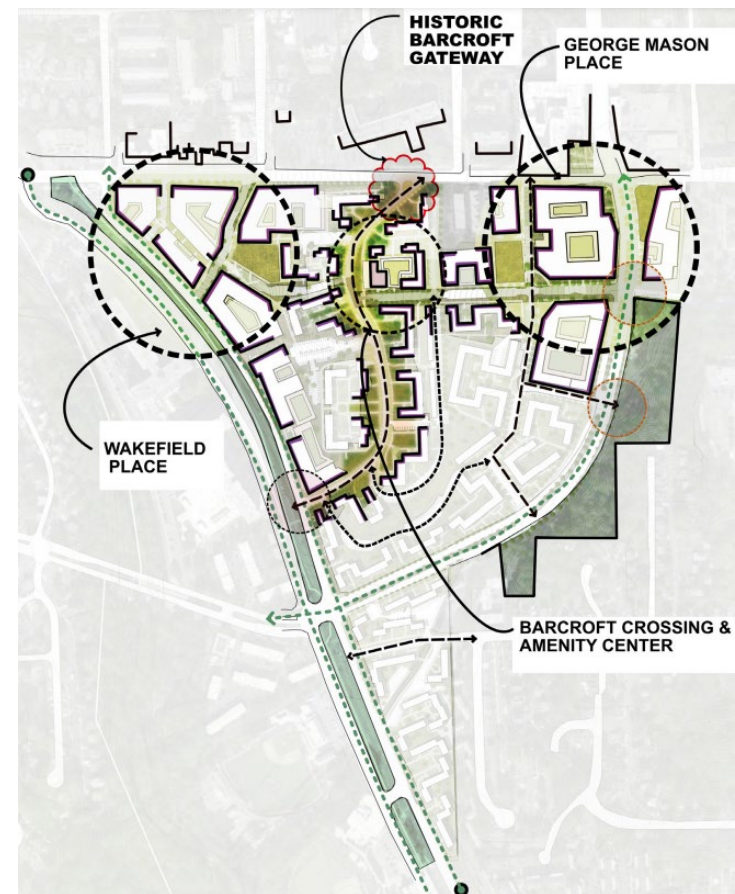 HISTORIC
BARCROFT
GATEWAY
GEORGE MASON
PLACE
WAKEFIELD
PLACE
BARCROFT CROSSING &
AMENITY CENTER